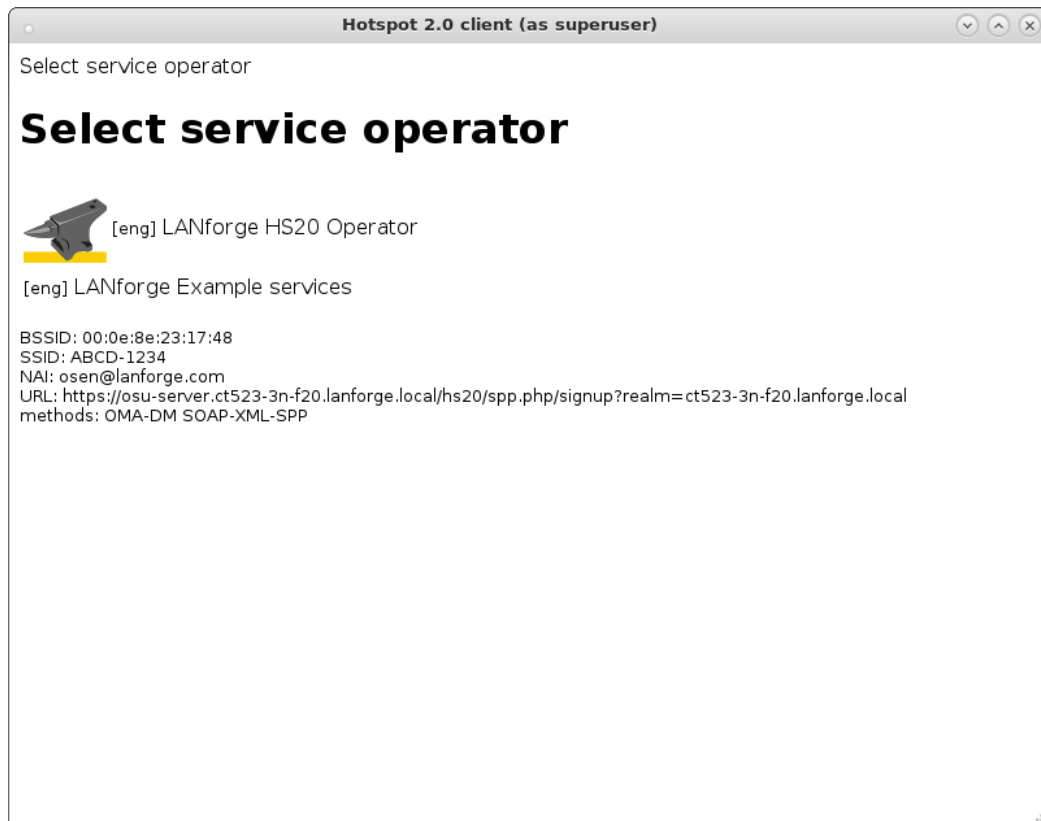 Hotspot 2.0 client (as superuser)
Select service operator
Select service operator
[eng] LANforge HS20 Operator
[eng] LANforge Example services
BSSID: 00:0e:8e:23:17:48
SSID: ABCD-1234
NAI: osen@lanforge.com
URL: https://osu-server.ct523-3n-f20.lanforge.local/hs20/spp.php/signup?realm=ct523-3n-f20.lanforge.local
methods: OMA-DM SOAP-XML-SPP